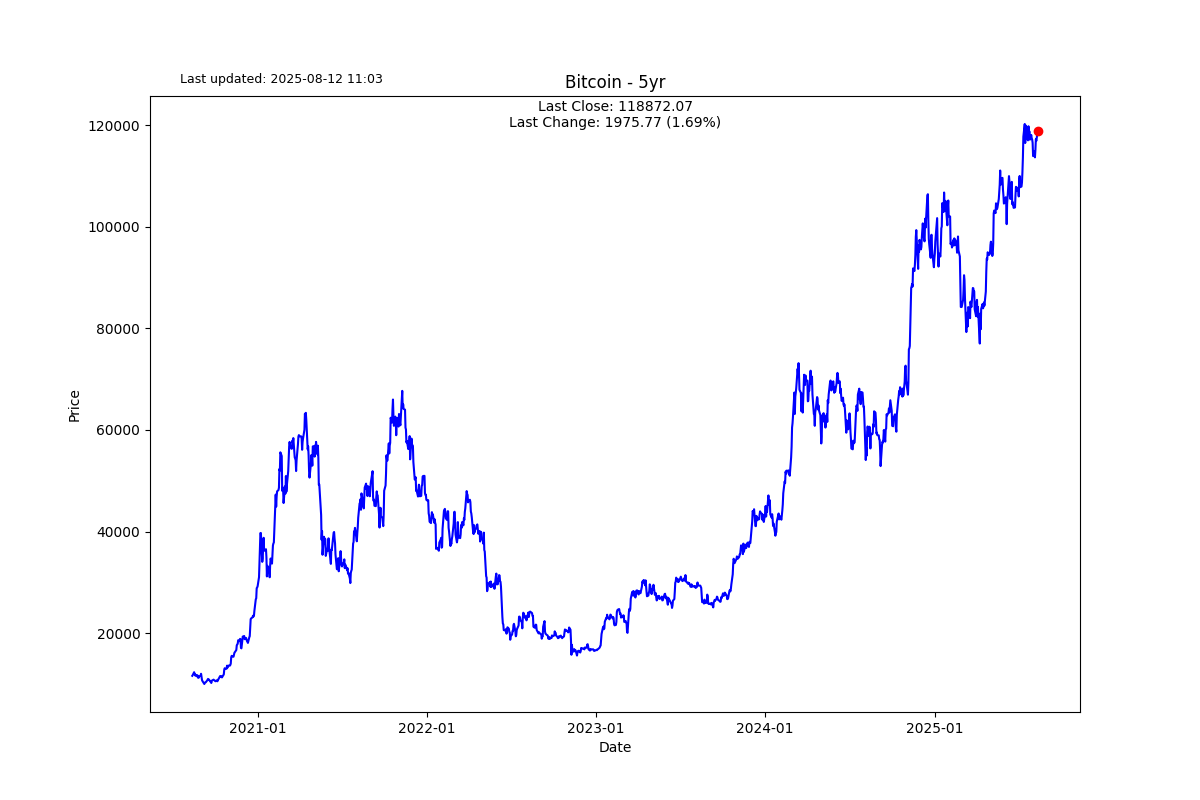 Last updated: 2025-08-12 11:03
Bitcoin - 5yr
Last Close: 118872.07
Last Change: 1975.77 (1.69%)
120000
100000
80000
60000
40000
20000
Price
2021-01
2022-01
2023-01
2024-01
2025-01
Date